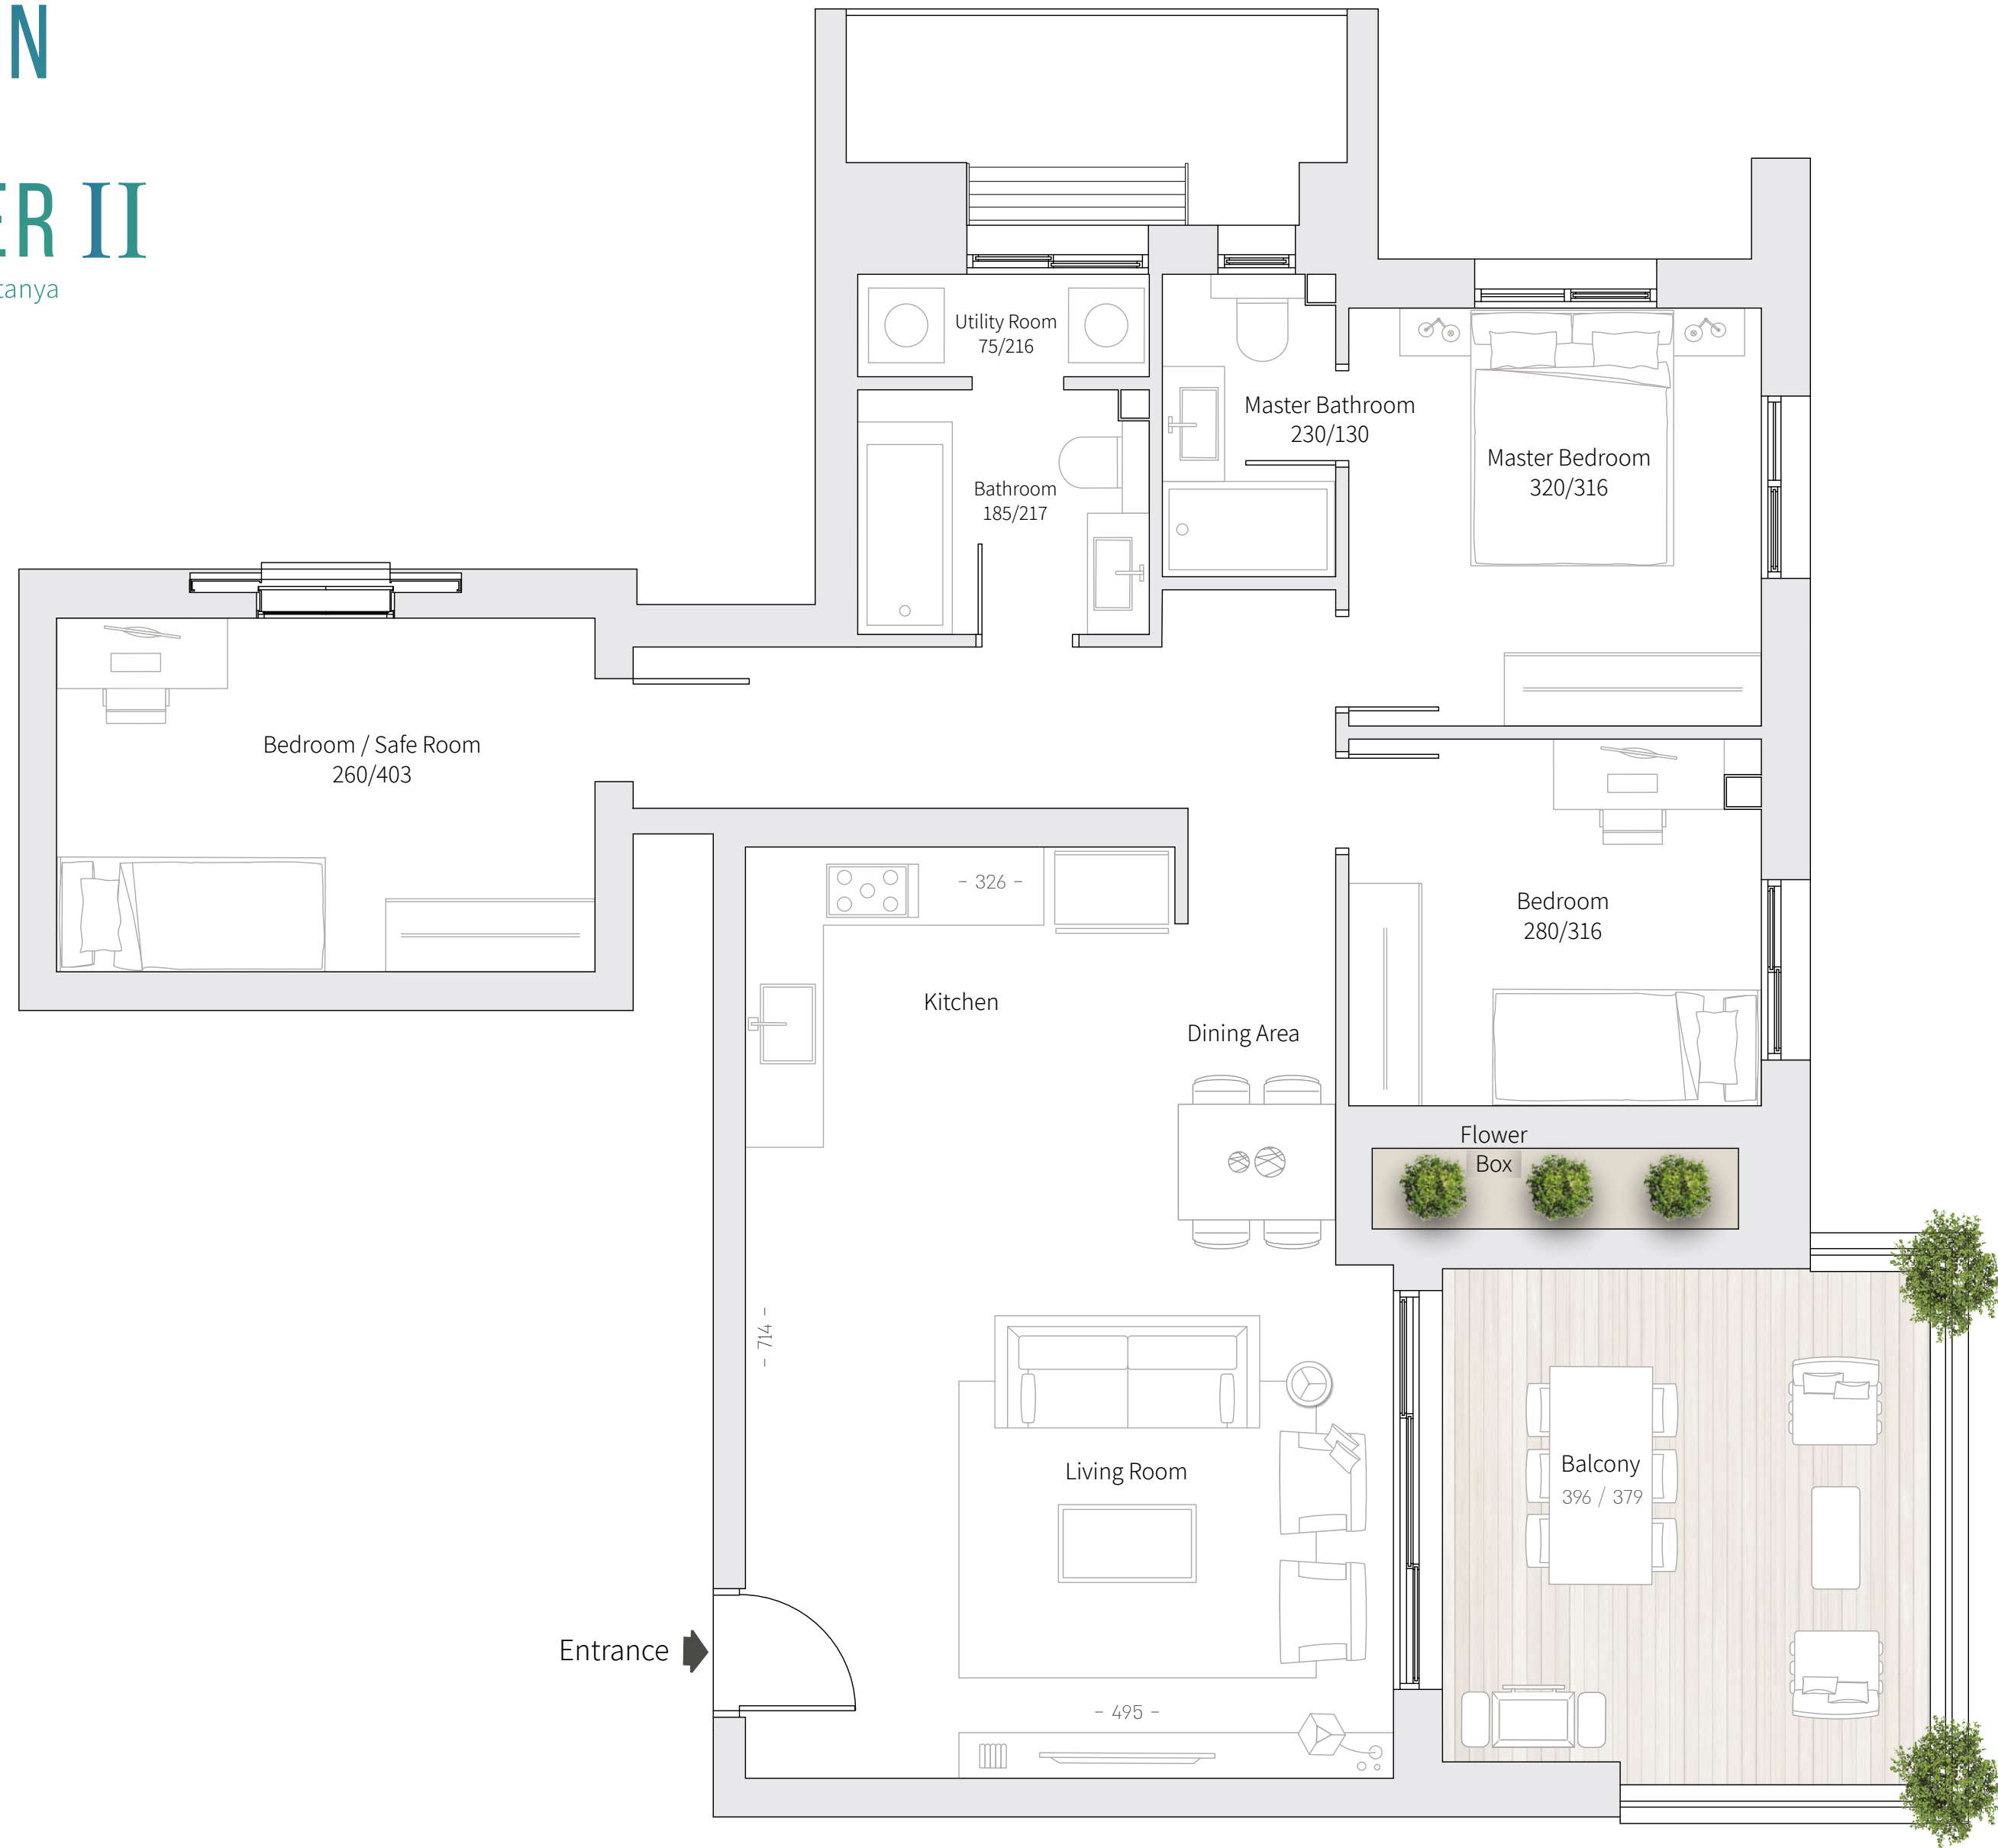 N
ER II
tanya
Utility Room
75/216
Master Bathroom
230/130
Master Bedroom
320/316
Bathroom
185/217
Bedroom / Safe Room
260/403
- 326 -
Bedroom
280/316
Kitchen
Dining Area
Flower
Box
- 714 -
Living Room
Balcony
396 / 379
Entrance
- 495 -